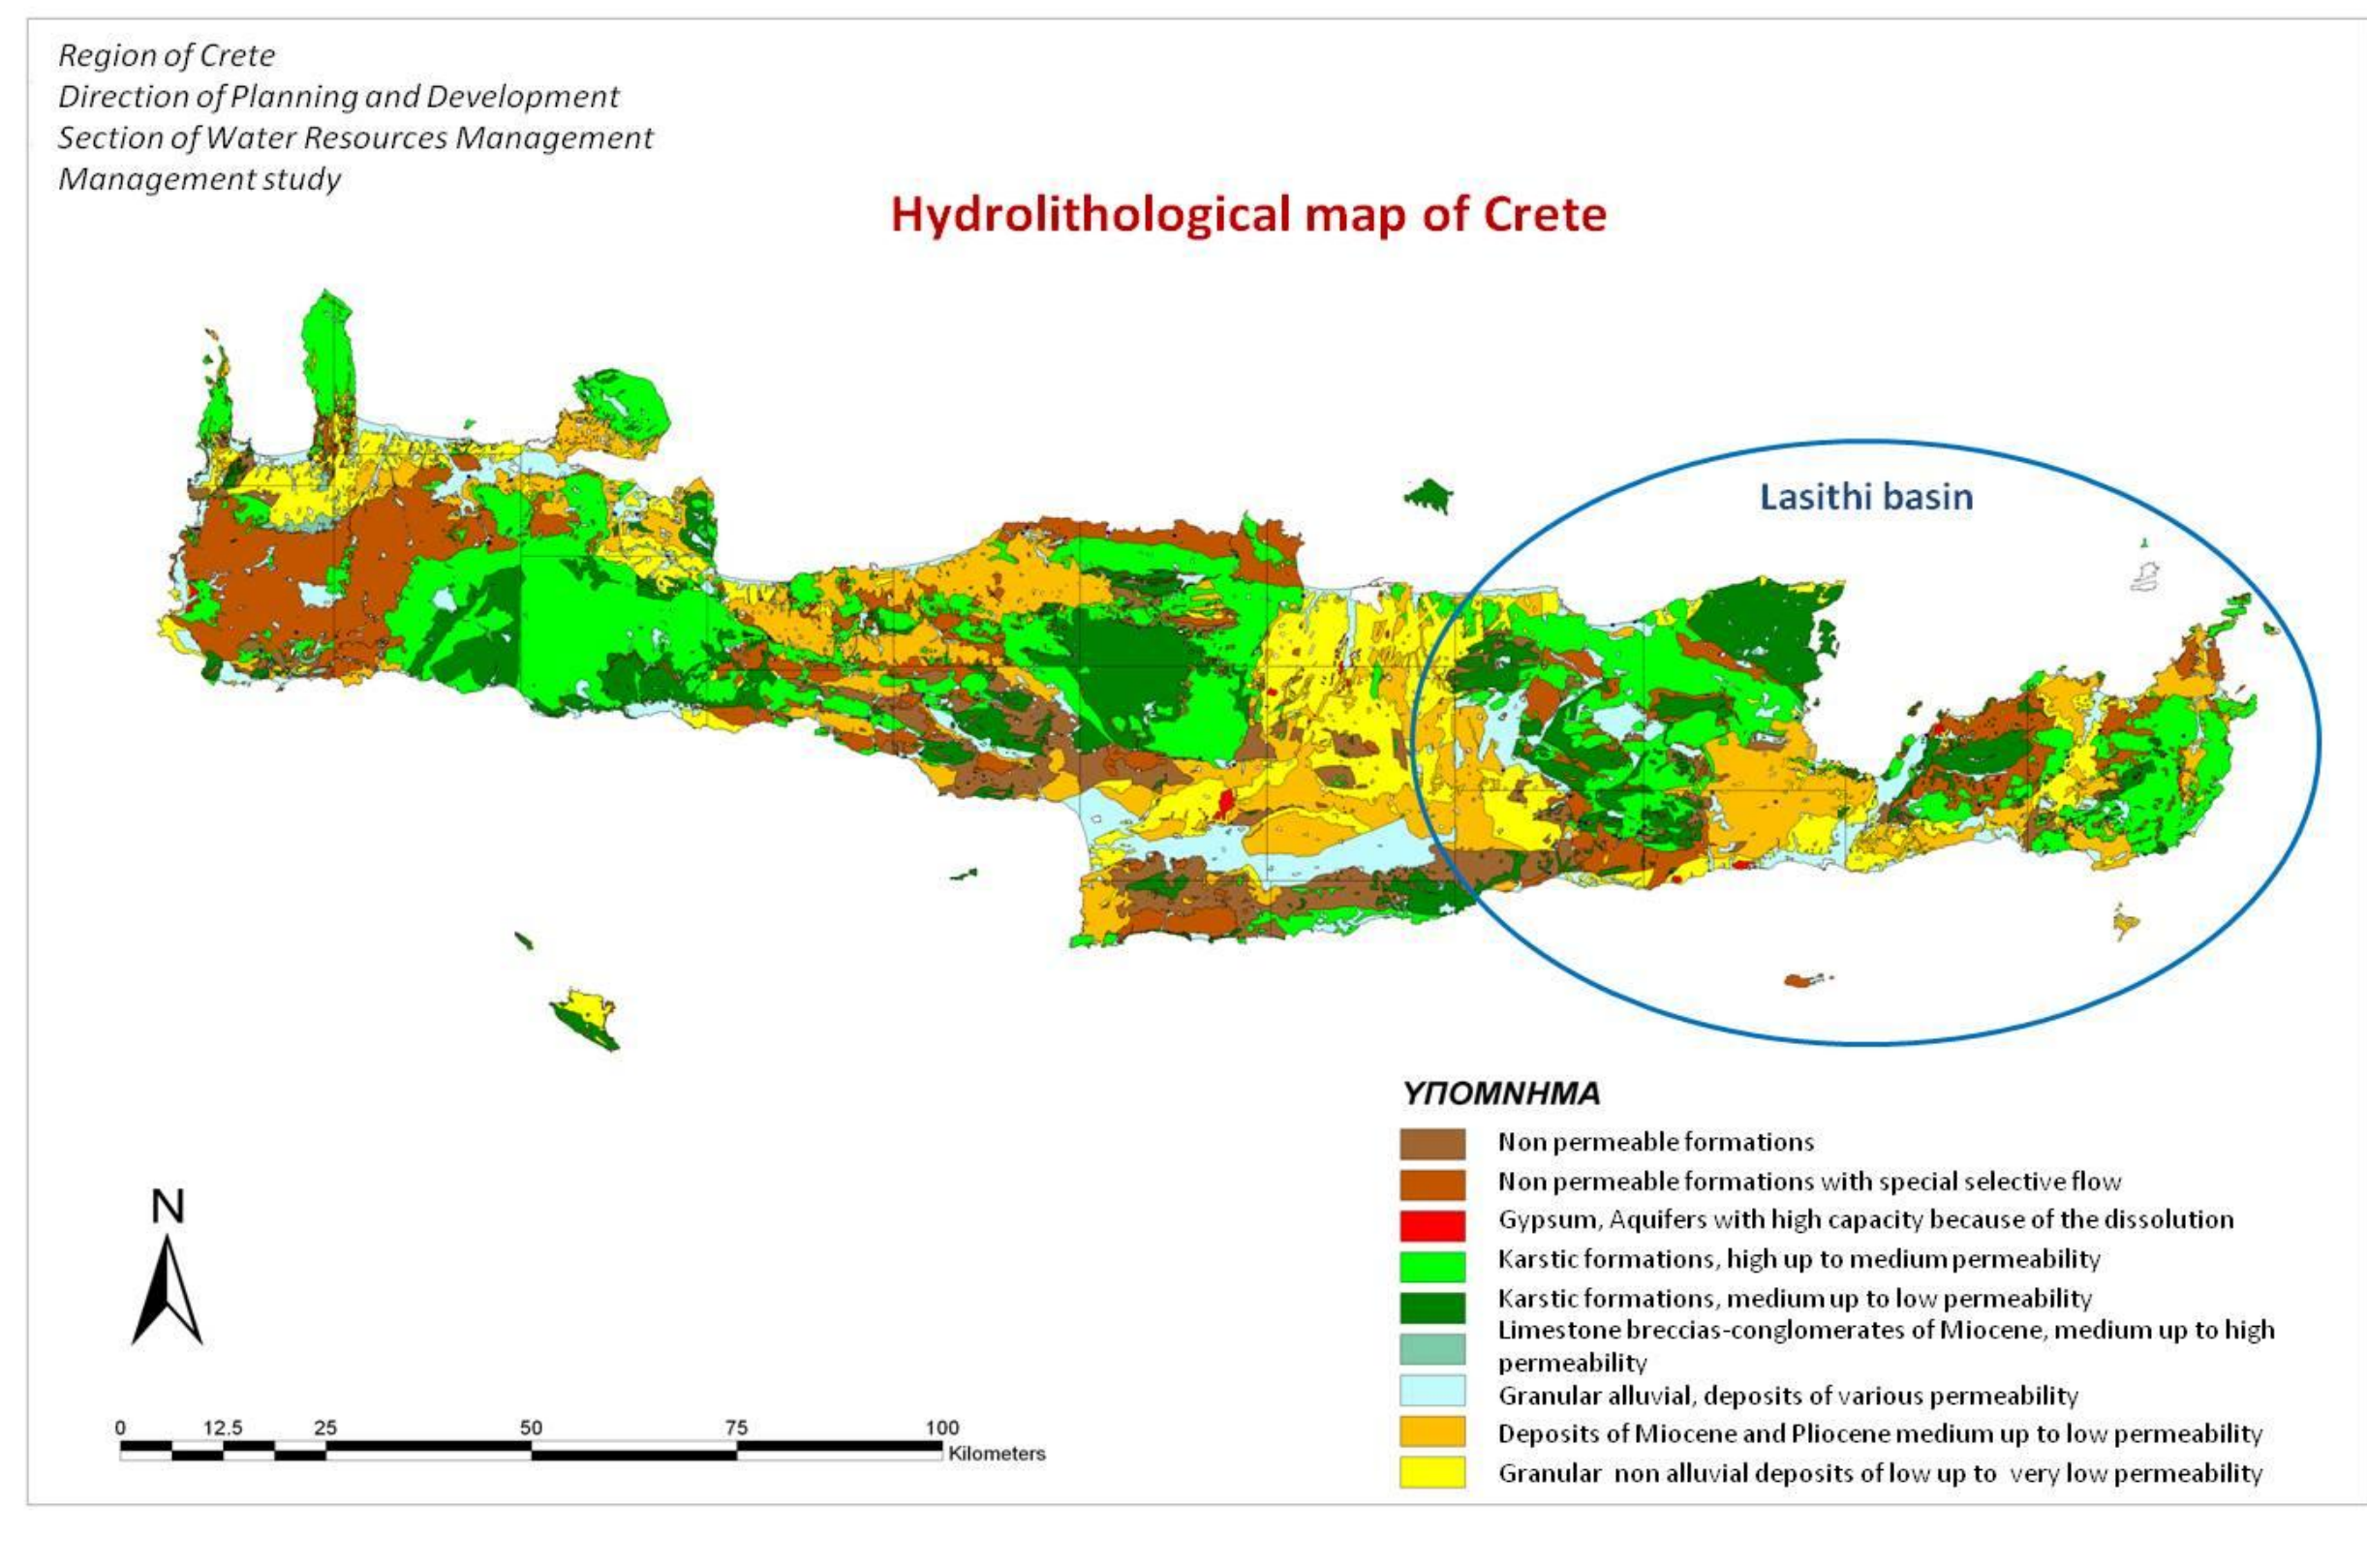 Region of Crete
Direction of Planning and Development
Section of Water Resources Management
Management study
Hydrolithological map of Crete
Lasithi basin
ΥΠΟΜΝΗΜΑ
Non permeable formations
Non permeable formations with special selective flow
Gypsum, Aquifers with high capacity because of the dissolution
Karstic formations, high up to medium permeability
Karstic formations, medium up to low permeability
Limestone breccias-conglomerates of Miocene, medium up to high
permeability
Granular alluvial, deposits of various permeability
Deposits of Miocene and Pliocene medium up to low permeability
Granular non alluvial deposits of low up to very low permeability
N
0 12.5 25 50 75 100
Kilometers